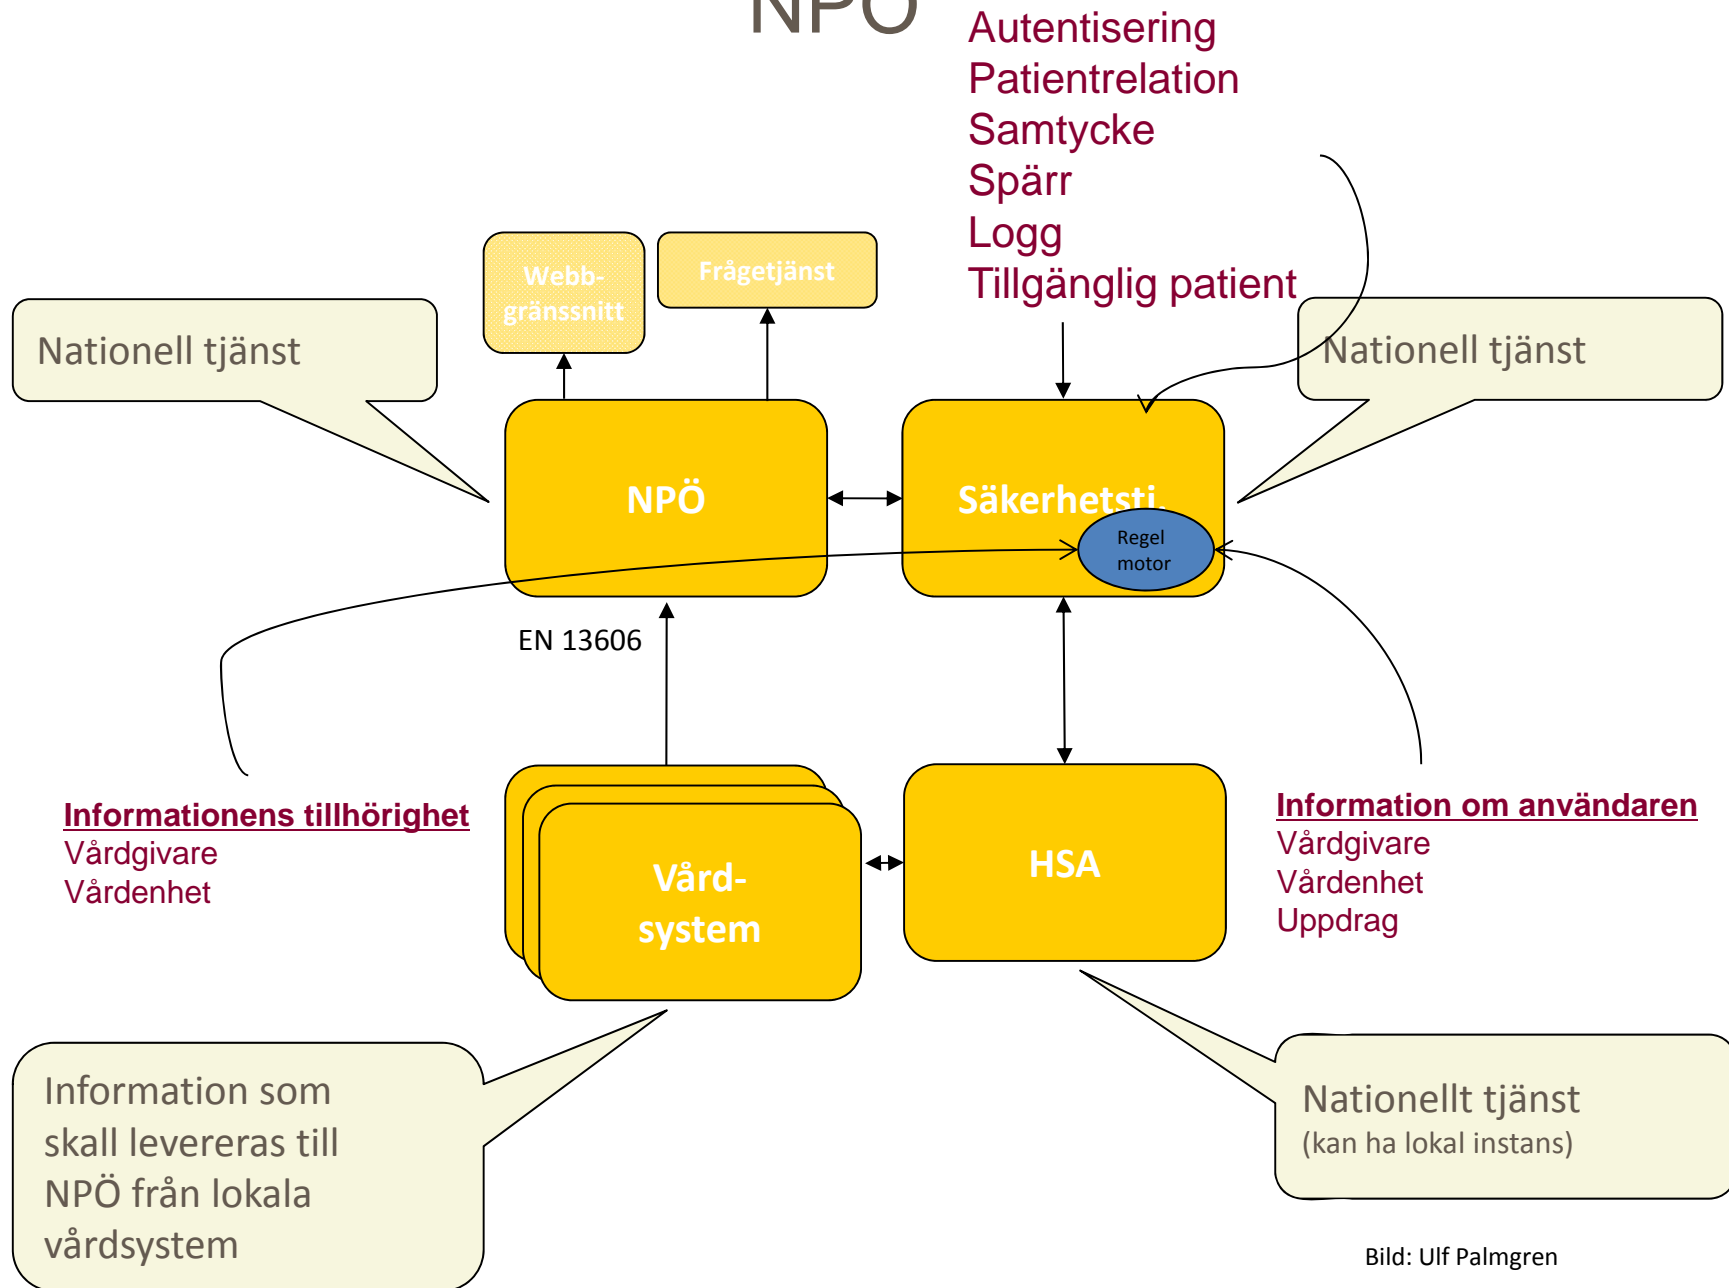 NPÖ
Autentisering
Patientrelation
Samtycke
Spärr
Logg
Tillgänglig patient
Webb-
gränssnitt
Frågetjänst
Nationell tjänst
Nationell tjänst
NPÖ
Säkerhetstj.
Regel
motor
EN 13606
Informationens tillhörighet
Vårdgivare
Vårdenhet
Vård-
system
HSA
Information om användaren
Vårdgivare
Vårdenhet
Uppdrag
Information som
skall levereras till
NPÖ från lokala
vårdsystem
Nationellt tjänst
(kan ha lokal instans)
Bild: Ulf Palmgren